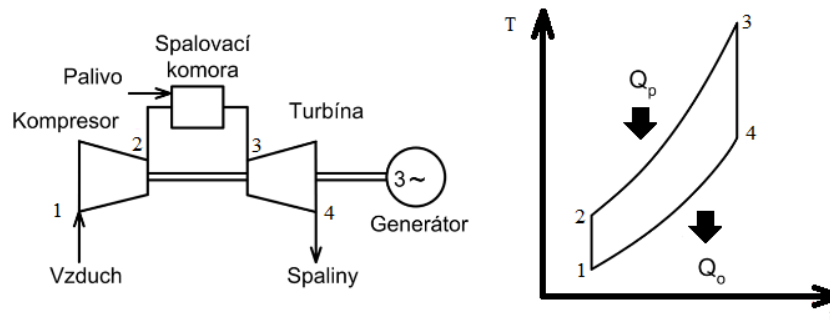 Spalovací
komora
Palivo
Kompresor
Turbína
2
3
1
4
3~
Generátor
Vzduch
Spaliny
T
3
Qp
4
2
1
Qo